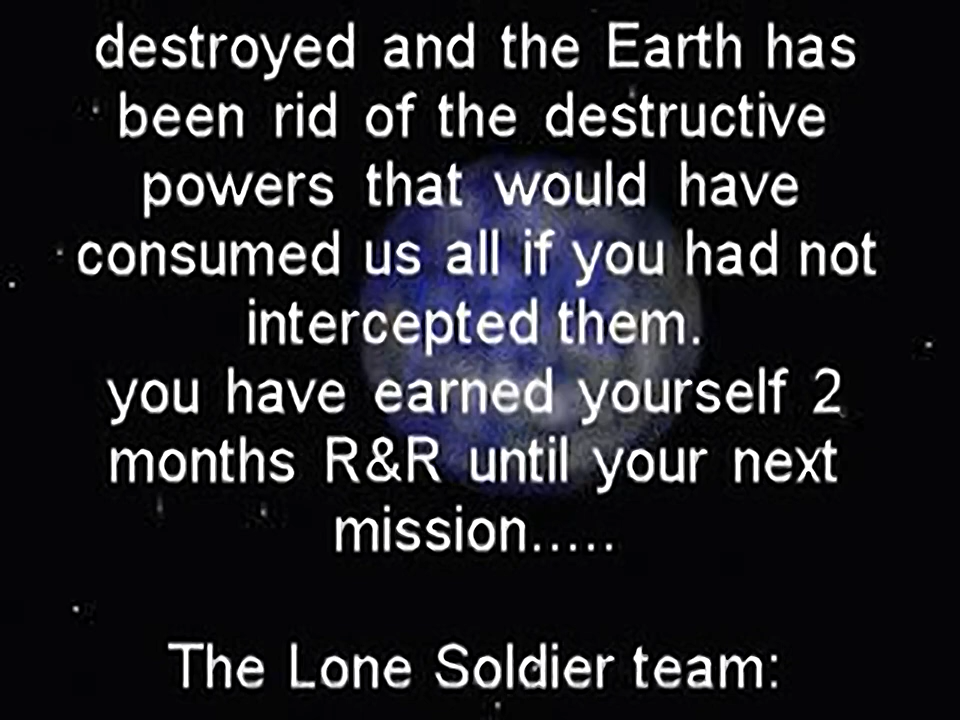 destroyed and the Earth has
been rid of the destructive
powers that would have
consumed us all if you had not
intercepted them.
you have earned yourself 2
months R&R until your next
mission.....
The Lone Soldier team: